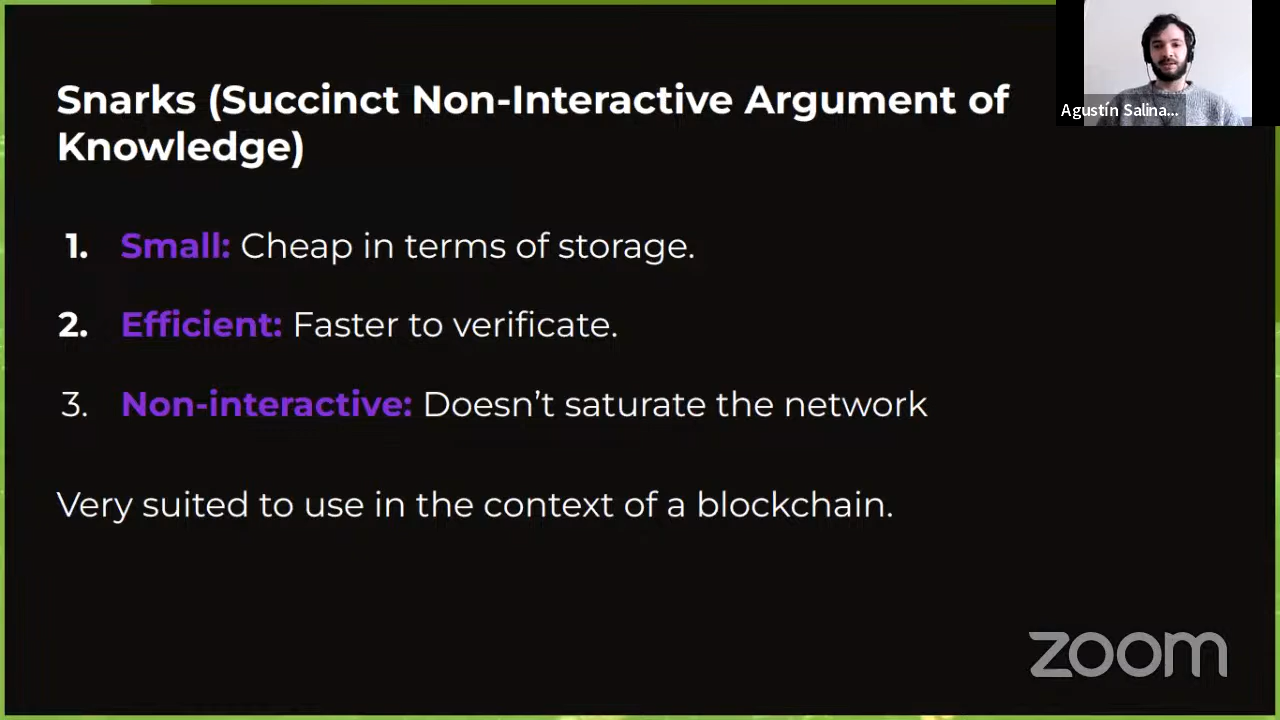 Snarks (Succinct Non-Interactive Argument of
Knowledge)
1. Small: Cheap in terms of storage.
2. Efficient: Faster to verificate.
3. Non-interactive: Doesn’t saturate the network
Very suited to use in the context of a blockchain.
Agustín Salina...
zoom